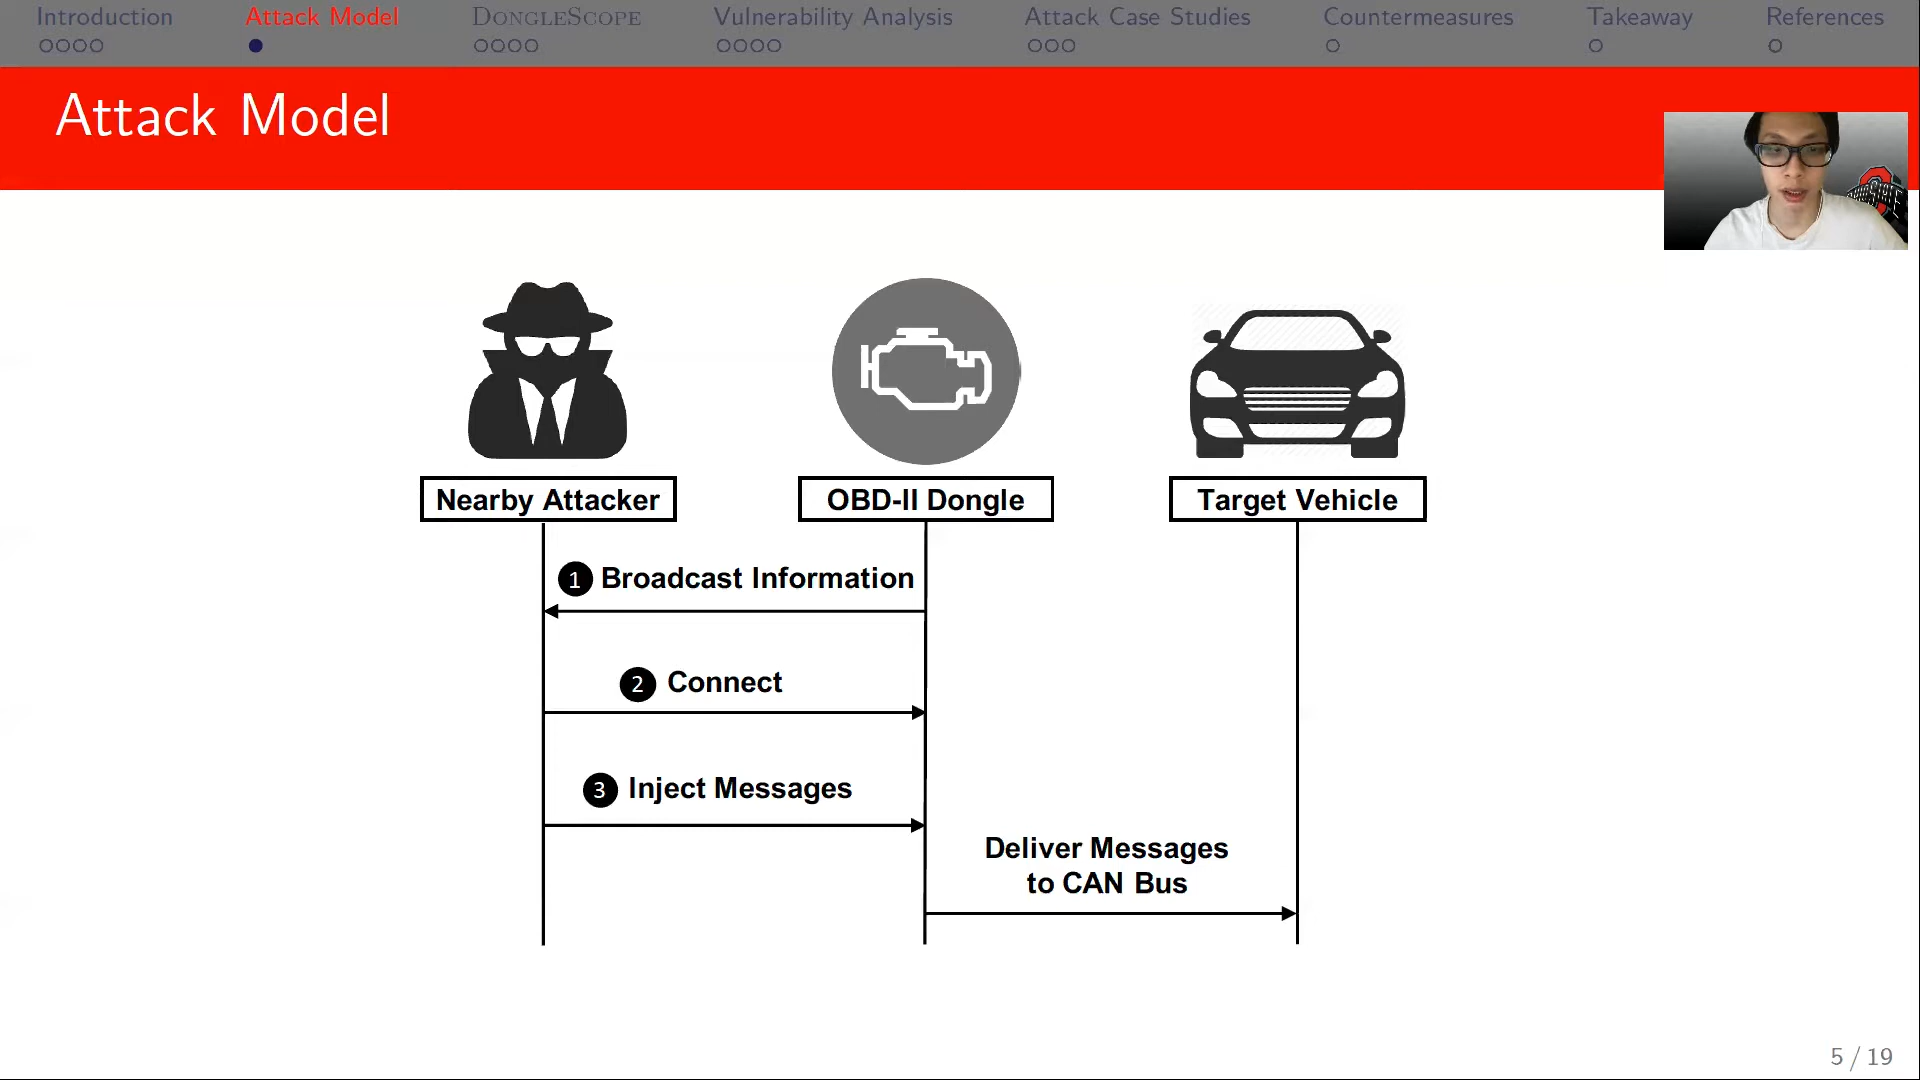 Introduction Attack Model DONGLESCOPE Vulnerability Analysis Attack Case Studies Countermeasures Takeaway References
Attack Model
Nearby Attacker OBD-II Dongle Target Vehicle
1 Broadcast Information
2 Connect
3 Inject Messages
Deliver Messages
to CAN Bus
5 / 19